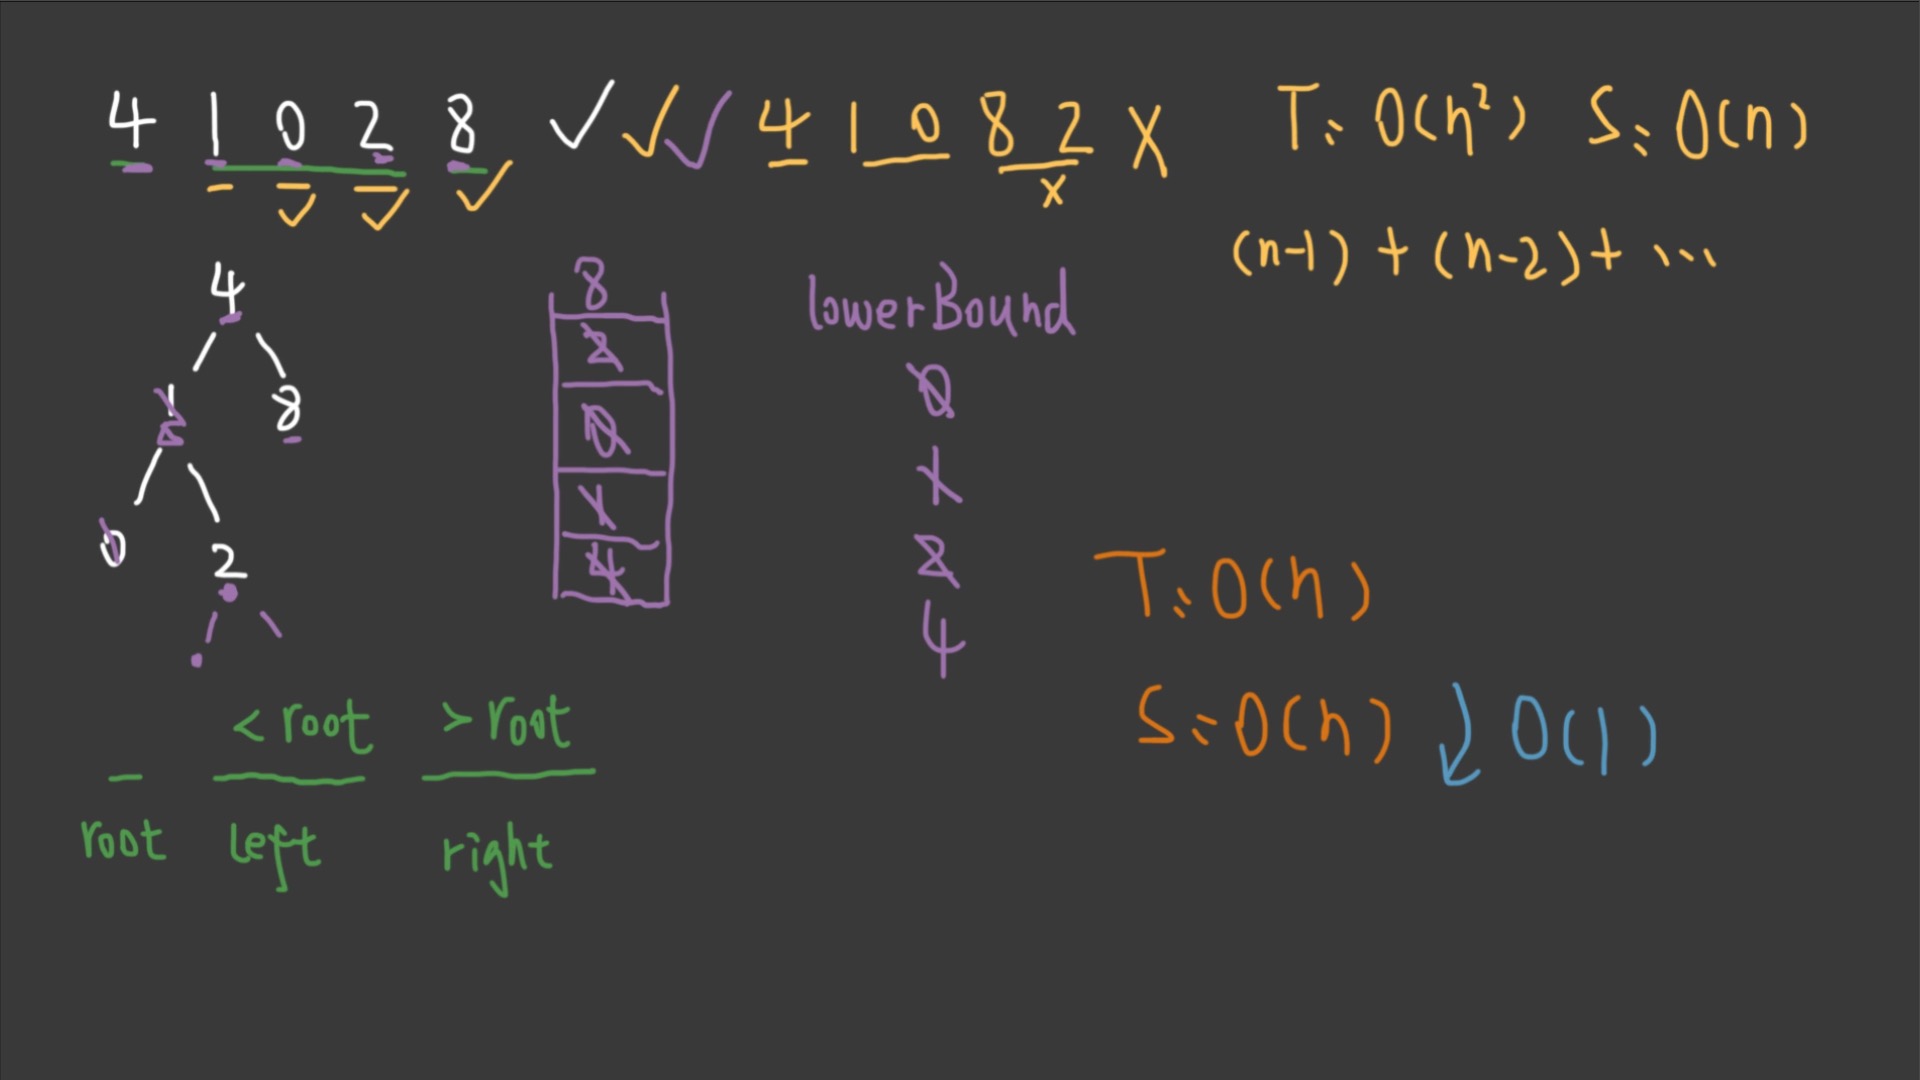 4 1 0 2 8 ✓ ✓ ✓ 4 1 0 8 2 X T: O(n²) S: O(n)
✓ ✓ ✓ x
(n-1) + (n-2) + ...
4
1 8
2
0 2
8
2
0
1
4
lowerBound
0
1
2
4
T: O(n)
S: O(n) ↓ O(1)
< root > root
root left right